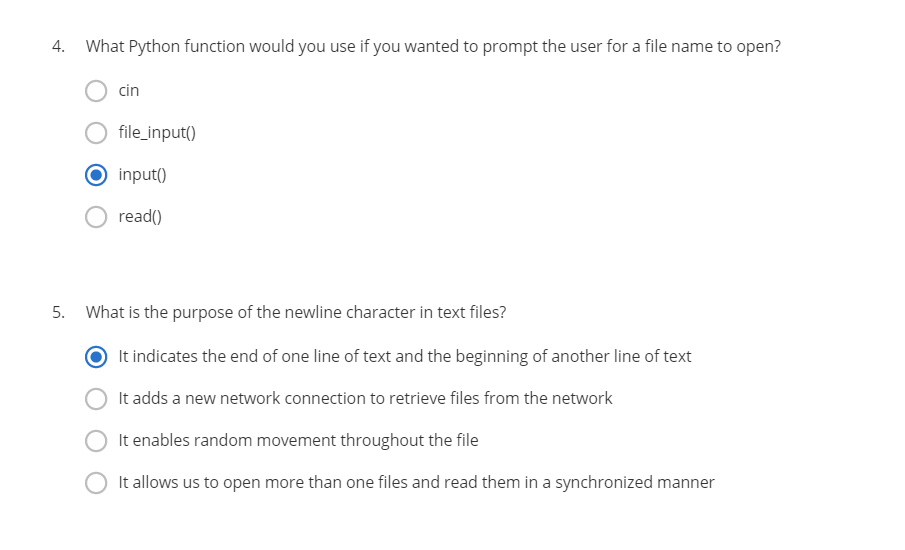 4. What Python function would you use if you wanted to prompt the user for a file name to open?
cin
file_input()
input()
read()
5. What is the purpose of the newline character in text files?
It indicates the end of one line of text and the beginning of another line of text
It adds a new network connection to retrieve files from the network
It enables random movement throughout the file
It allows us to open more than one files and read them in a synchronized manner